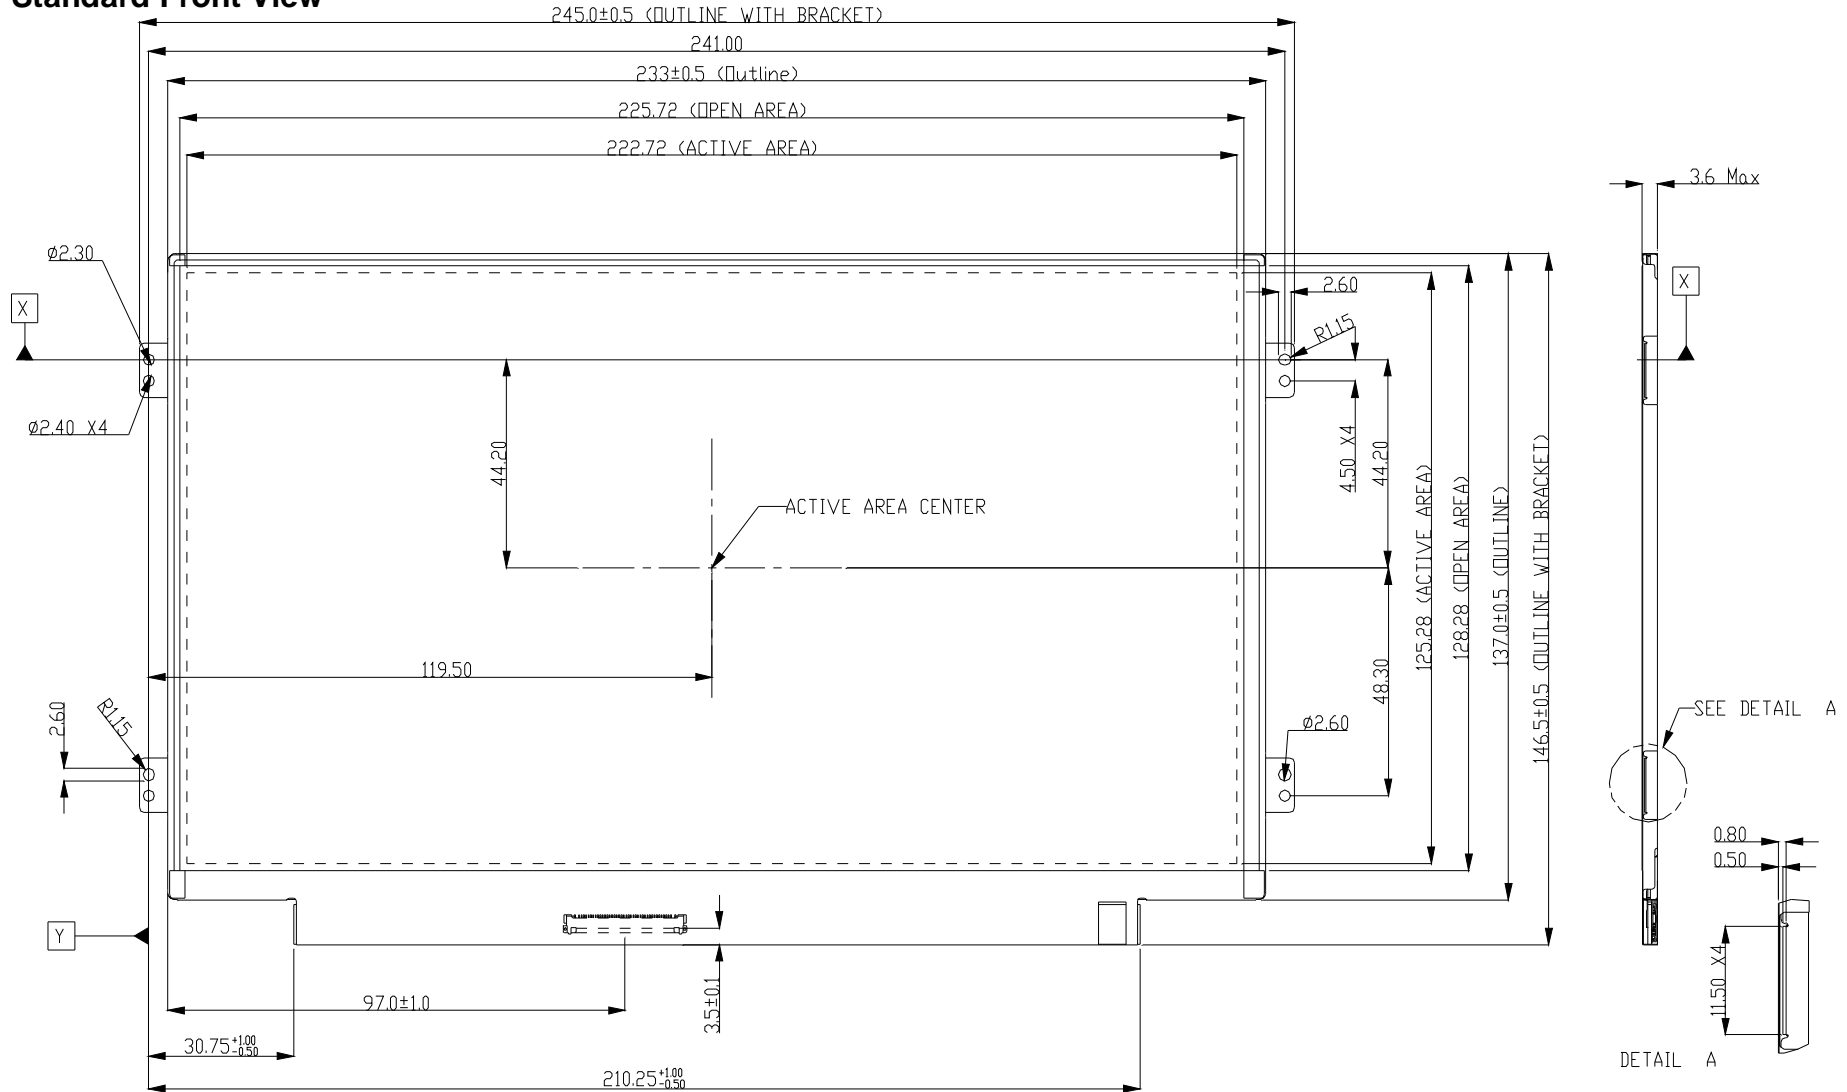 Standard Front View
245.0±0.5 (OUTLINE WITH BRACKET)
241.00
233±0.5 (Outline)
225.72 (OPEN AREA)
222.72 (ACTIVE AREA)
3.6 Max
ø2.30
2.60
X
X
R1.15
ø2.40 X4
44.20
4.50 X4
44.20
ACTIVE AREA CENTER
125.28 (ACTIVE AREA)
128.28 (OPEN AREA)
137.0±0.5 (OUTLINE)
146.5±0.5 (OUTLINE WITH BRACKET)
119.50
48.30
2.60
R1.15
ø2.60
SEE DETAIL A
0.80
0.50
Y
97.0±1.0
3.5±0.1
11.50 X4
30.75 +1.00 -0.50
DETAIL A
210.25 +1.00 -0.50